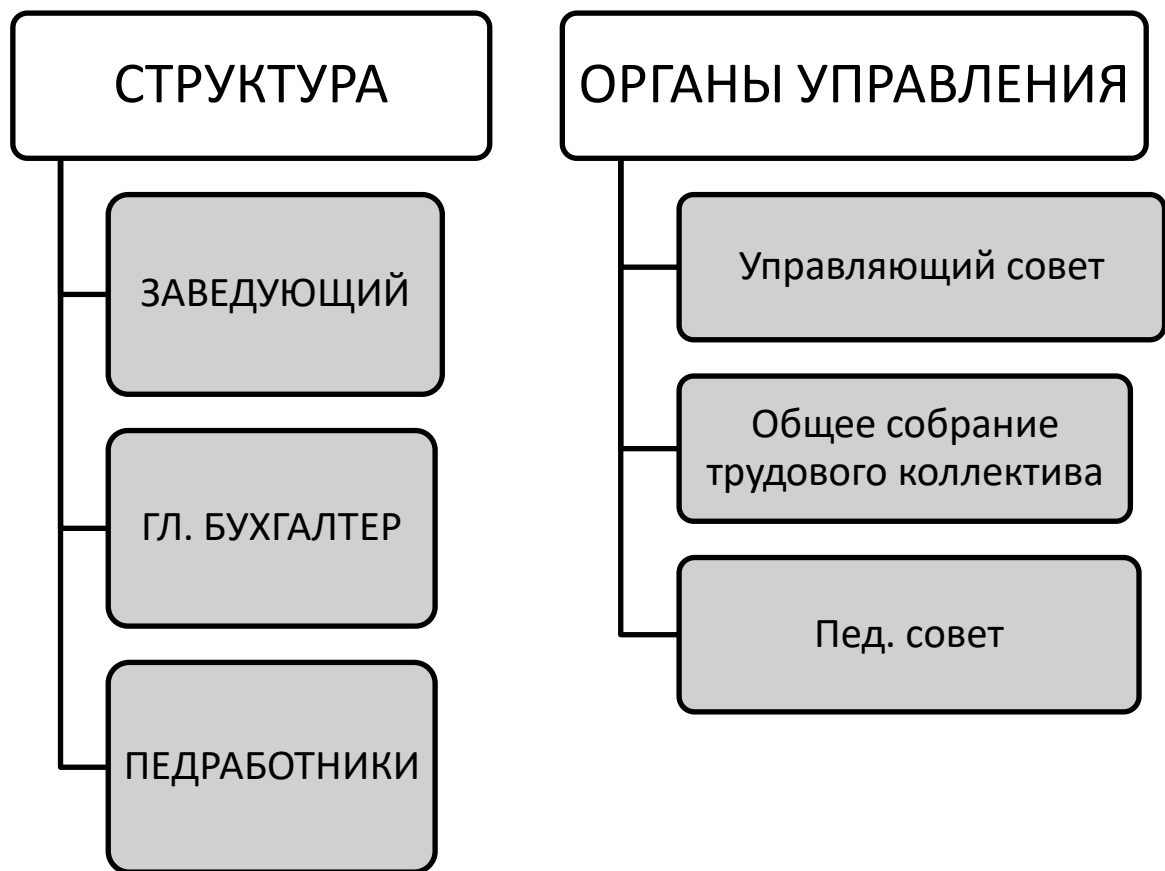 СТРУКТУРА
ЗАВЕДУЮЩИЙ
ГЛ. БУХГАЛТЕР
ПЕДРАБОТНИКИ
ОРГАНЫ УПРАВЛЕНИЯ
Управляющий совет
Общее собрание
трудового коллектива
Пед. совет